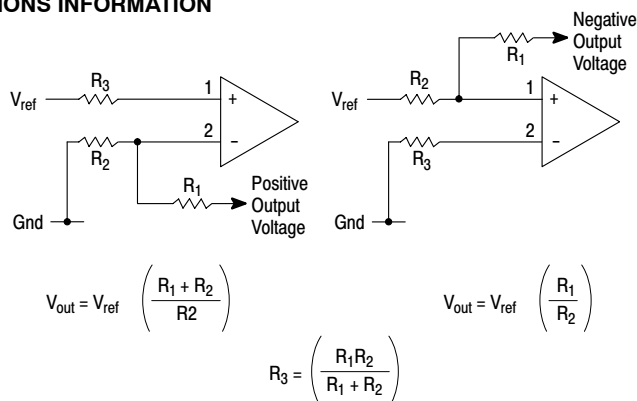 IONS INFORMATION
Negative
Output
Voltage
R1
R3
R2
Vref
1
+
Vref
1
+
2
−
2
−
R2
R3
R1
Positive
Output
Voltage
Gnd
Gnd
Vout = Vref (R1 + R2 / R2)
Vout = Vref (R1 / R2)
R3 = (R1R2 / R1 + R2)